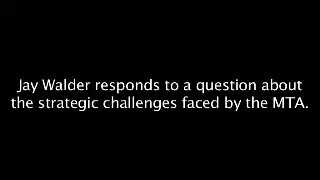 Jay Walder responds to a question about
the strategic challenges faced by the MTA.